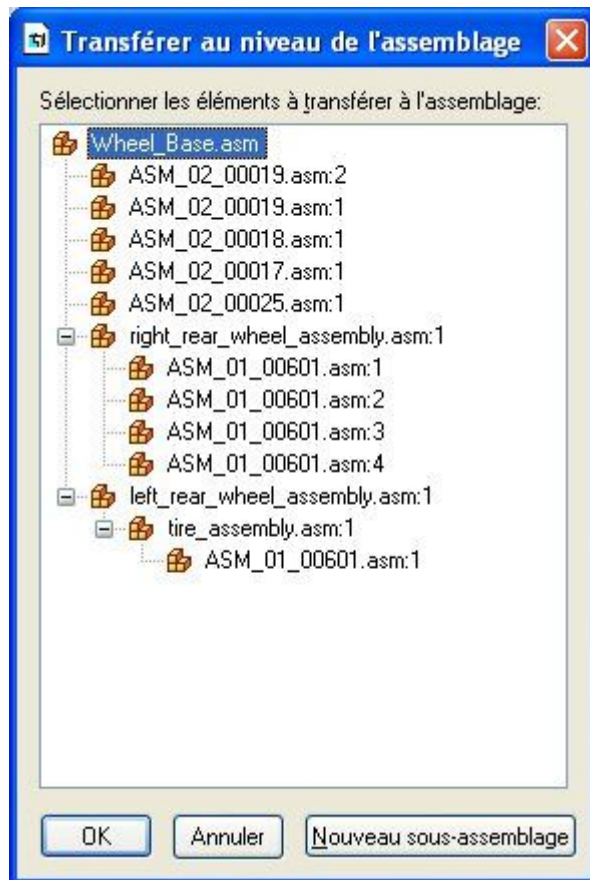 Transférer au niveau de l'assemblage
Sélectionner les éléments à transférer à l'assemblage:
Wheel_Base.asm
ASM_02_00019.asm:2
ASM_02_00019.asm:1
ASM_02_00018.asm:1
ASM_02_00017.asm:1
ASM_02_00025.asm:1
right_rear_wheel_assembly.asm:1
ASM_01_00601.asm:1
ASM_01_00601.asm:2
ASM_01_00601.asm:3
ASM_01_00601.asm:4
left_rear_wheel_assembly.asm:1
tire_assembly.asm:1
ASM_01_00601.asm:1
OK Annuler Nouveau sous-assemblage